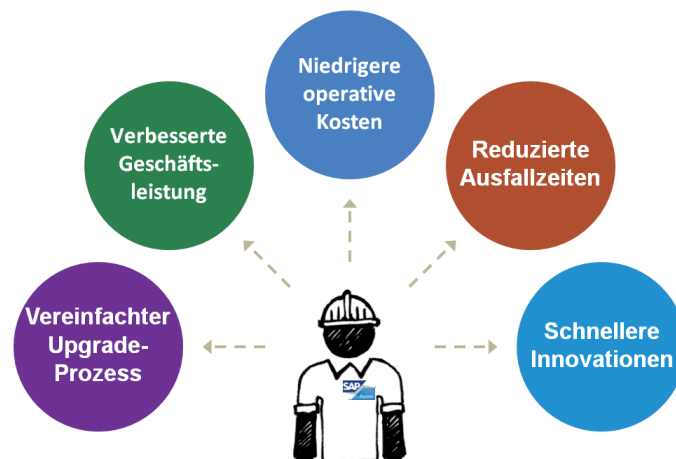 Niedrigere
operative
Kosten
Verbesserte
Geschäfts-
leistung
Reduzierte
Ausfallzeiten
Vereinfachter
Upgrade-
Prozess
Schnellere
Innovationen
SAP